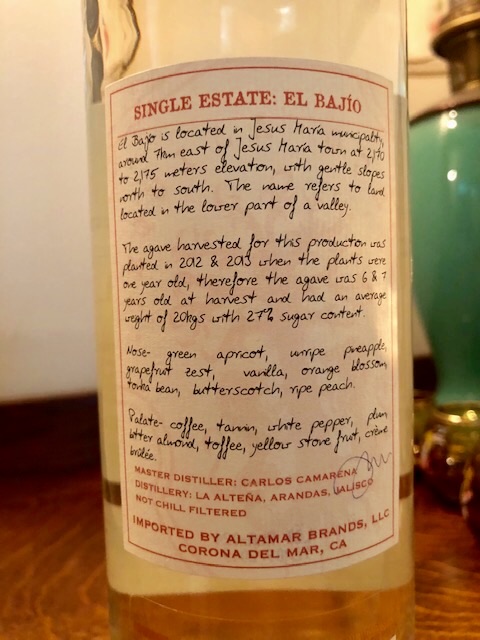 SINGLE ESTATE: EL BAJÍO
El Bajío is located in Jesus María municipality,
around 7km east of Jesus María town at 2,170
to 2,175 meters elevation, with gentle slopes
north to south. The name refers to land
located in the lower part of a valley.
The agave harvested for this production was
planted in 2012 & 2013 when the plants were
one year old, therefore the agave was 6 & 7
years old at harvest and had an average
weight of 20kgs with 27% sugar content.
Nose- green apricot, unripe pineapple,
grapefruit zest, vanilla, orange blossom,
tonka bean, butterscotch, ripe peach.
Palate- coffee, tannin, white pepper, plum,
bitter almond, toffee, yellow stone fruit, crème
brûlée.
MASTER DISTILLER: CARLOS CAMARENA
DISTILLERY: LA ALTEÑA, ARANDAS, JALISCO
NOT CHILL FILTERED
IMPORTED BY ALTAMAR BRANDS, LLC
CORONA DEL MAR, CA